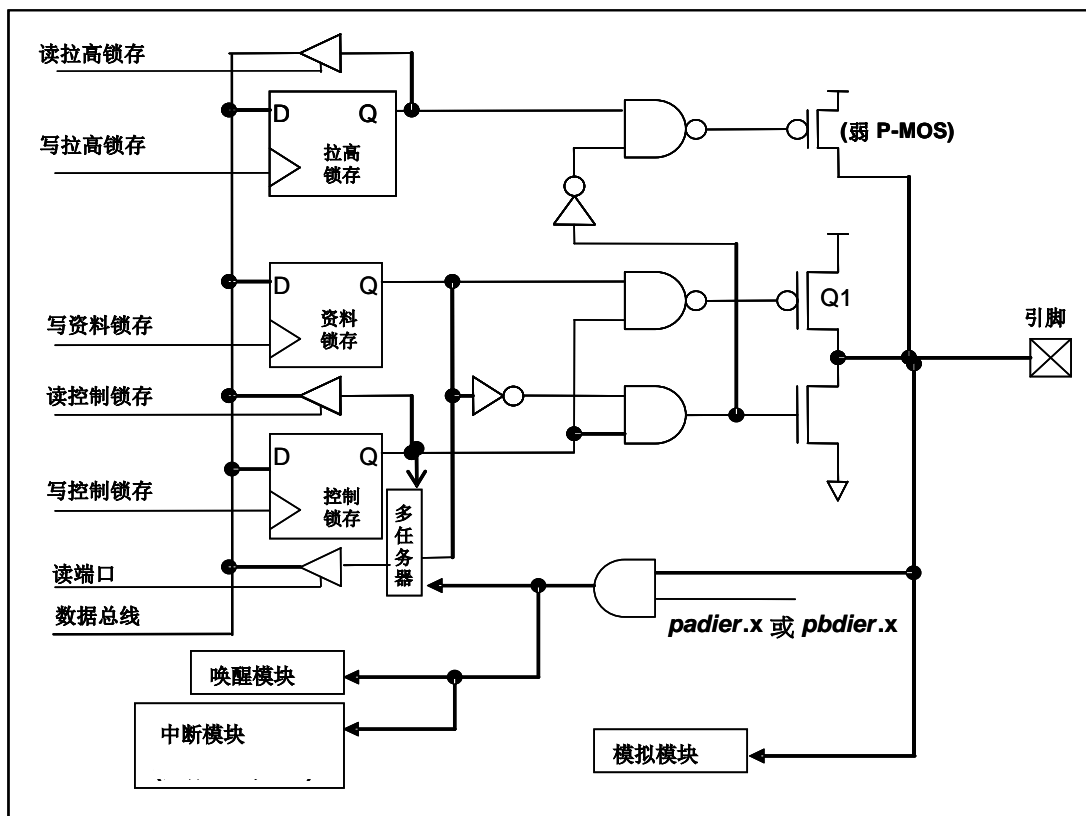 读拉高锁存
D Q
(弱 P-MOS)
写拉高锁存
拉高
锁存
D Q
Q1
资料
锁存
写资料锁存
引脚
读控制锁存
D Q
写控制锁存
控制
锁存
多任务器
读端口
数据总线
padier.x 或 pbdier.x
唤醒模块
中断模块
模拟模块